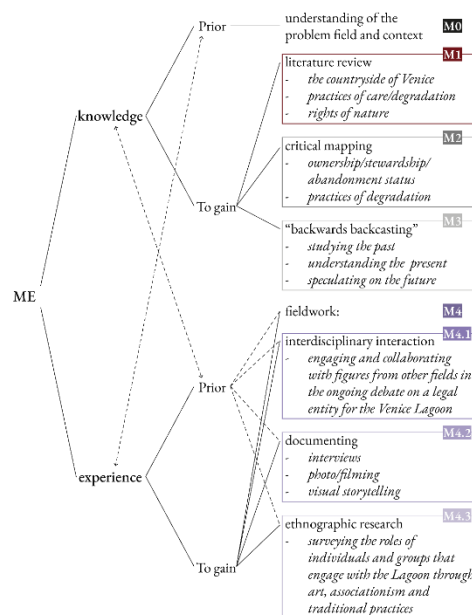 understanding of the
problem field and context
M0
Prior
M1
literature review
- the countryside of Venice
- practices of care/degradation
- rights of nature
knowledge
M2
critical mapping
- ownership/stewardship/
abandonment status
- practices of degradation
To gain
M3
“backwards backcasting”
- studying the past
- understanding the present
- speculating on the future
ME
fieldwork:
M4
M4.1
interdisciplinary interaction
- engaging and collaborating
with figures from other fields in
the ongoing debate on a legal
entity for the Venice Lagoon
Prior
M4.2
documenting
- interviews
- photo/filming
- visual storytelling
experience
M4.3
ethnographic research
- surveying the roles of
individuals and groups that
engage with the Lagoon through
art, associationism and
traditional practices
To gain